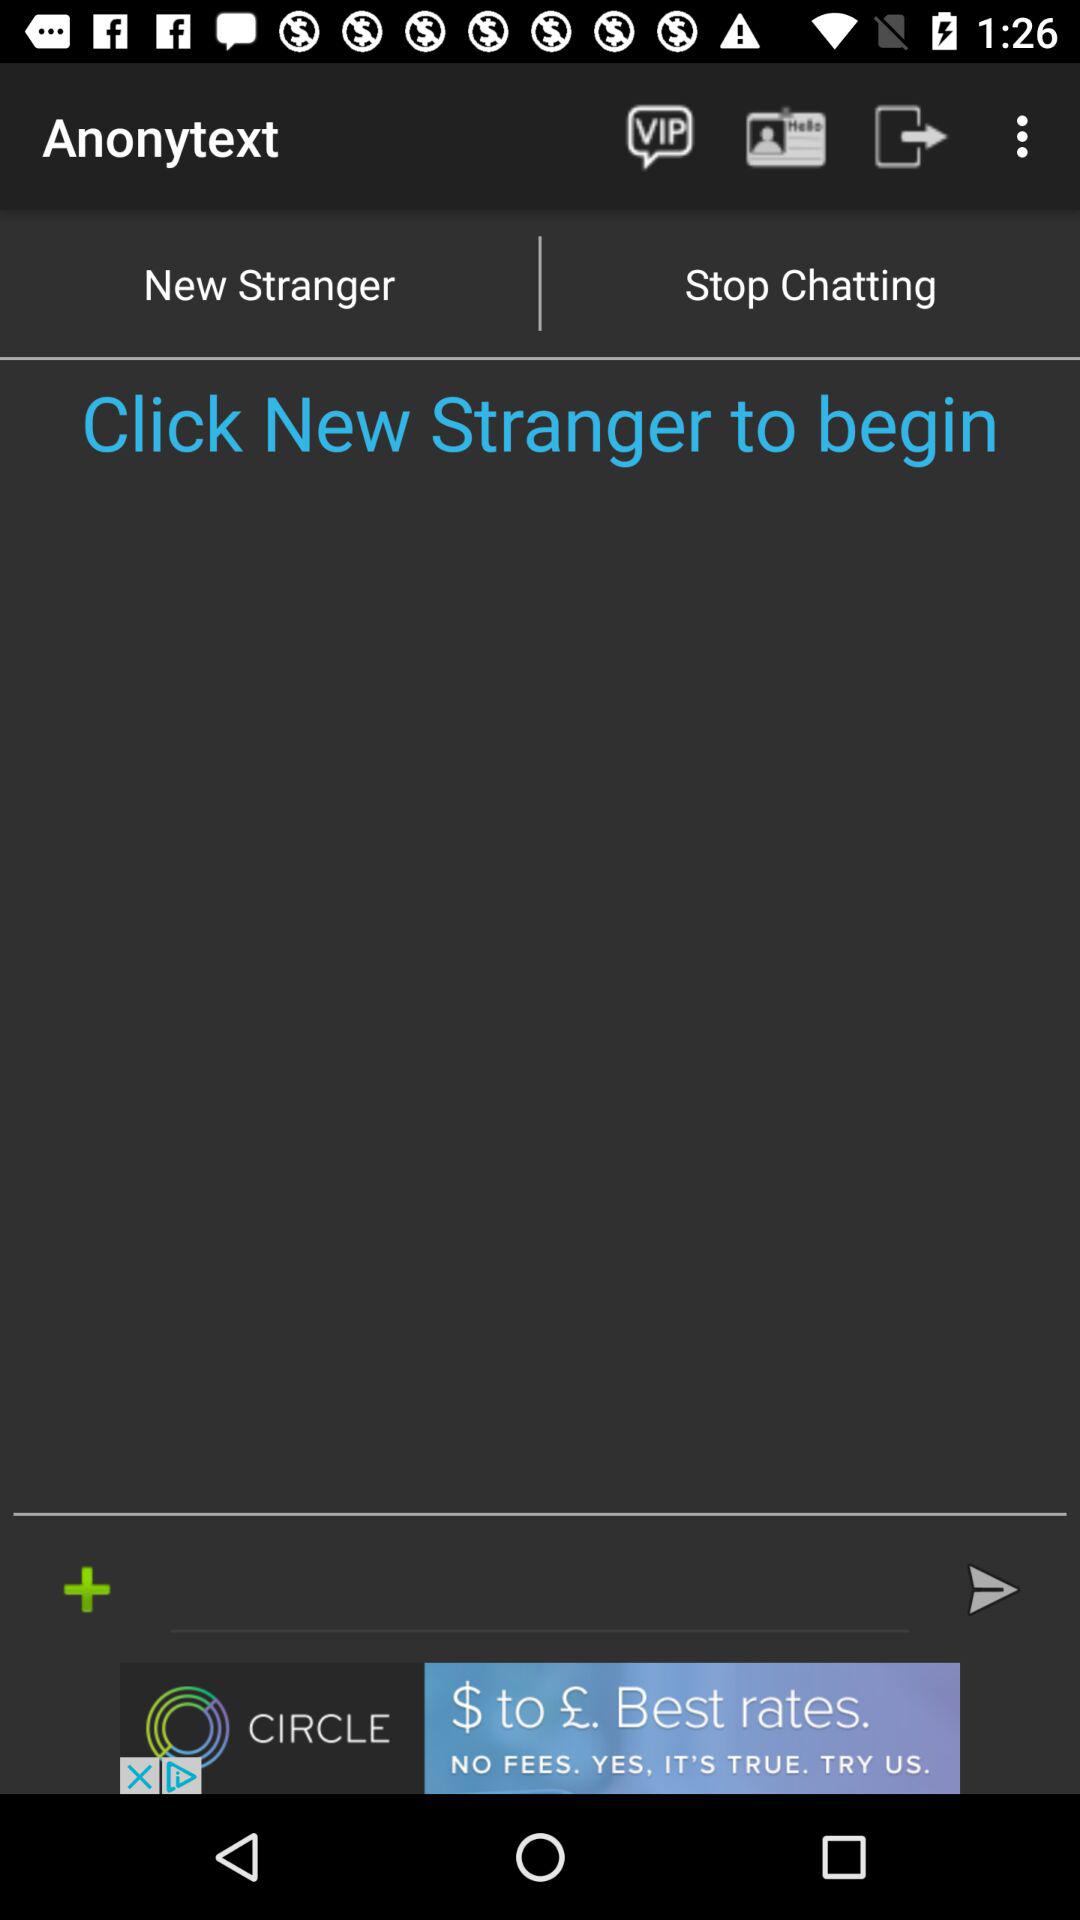 1:26
Anonytext
VIP
Hello
New Stranger
Stop Chatting
Click New Stranger to begin
CIRCLE
$ to £. Best rates.
NO FEES. YES, IT'S TRUE. TRY US.